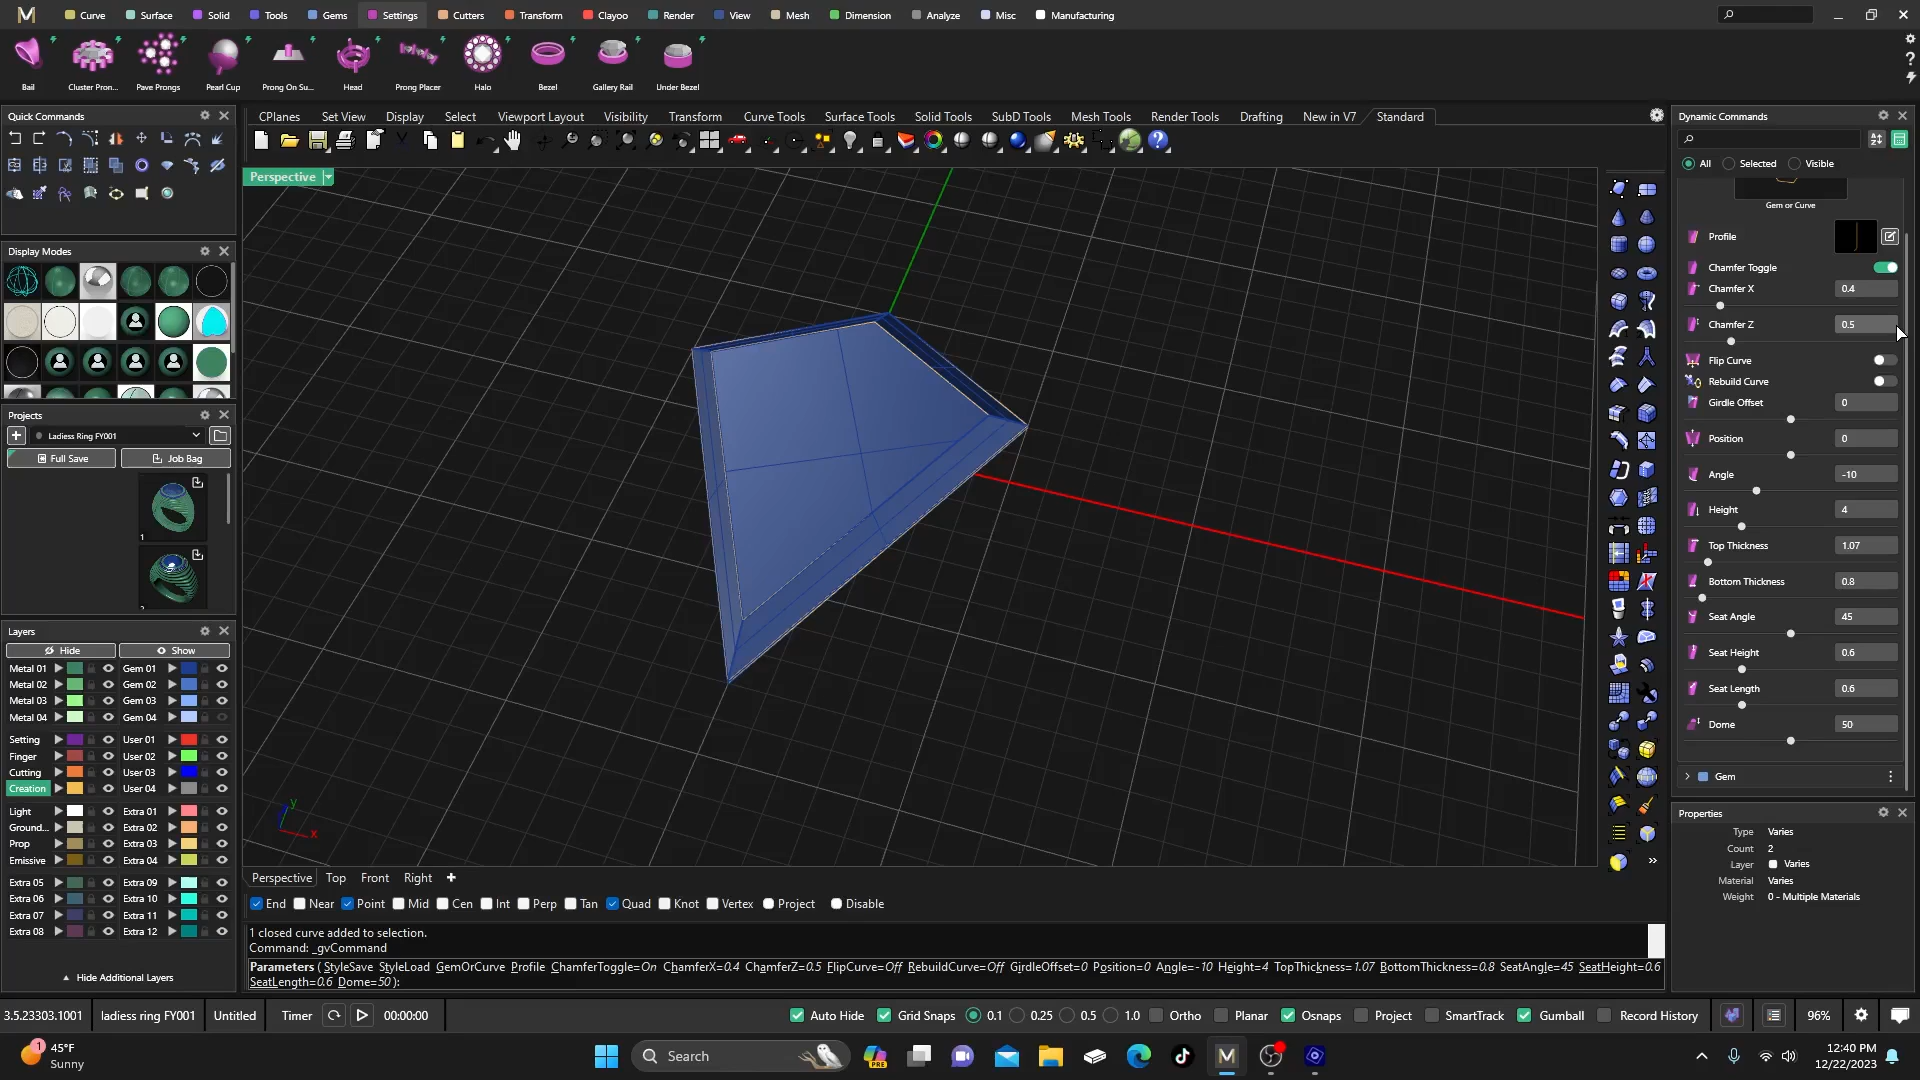 Curve Surface Solid Tools Gems Settings Cutters Transform Clayoo Render View Mesh Dimension Analyze Misc Manufacturing
Bail Cluster Pron... Pave Prongs Pearl Cup Prong On Su... Head Prong Placer Halo Bezel Gallery Rail Under Bezel
Quick Commands
CPlanes Set View Display Select Viewport Layout Visibility Transform Curve Tools Surface Tools Solid Tools SubD Tools Mesh Tools Render Tools Drafting New in V7 Standard
Perspective
Display Modes
Projects
Ladiess Ring FY001
Full Save Job Bag
1
2
Layers
Hide Show
Metal 01 Gem 01
Metal 02 Gem 02
Metal 03 Gem 03
Metal 04 Gem 04
Setting User 01
Finger User 02
Cutting User 03
Creation User 04
Light Extra 01
Ground... Extra 02
Prop Extra 03
Emissive Extra 04
Extra 05 Extra 09
Extra 06 Extra 10
Extra 07 Extra 11
Extra 08 Extra 12
Hide Additional Layers
y
x
Perspective Top Front Right
End Near Point Mid Cen Int Perp Tan Quad Knot Vertex Project Disable
1 closed curve added to selection.
Command: _gvCommand
Parameters ( StyleSave StyleLoad GemOrCurve Profile ChamferToggle=On ChamferX=0.4 ChamferZ=0.5 FlipCurve=Off RebuildCurve=Off GirdleOffset=0 Position=0 Angle=-10 Height=4 TopThickness=1.07 BottomThickness=0.8 SeatAngle=45 SeatHeight=0.6
SeatLength=0.6 Dome=50 ):
Dynamic Commands
All Selected Visible
Gem or Curve
Profile
Chamfer Toggle
Chamfer X 0.4
Chamfer Z 0.5
Flip Curve
Rebuild Curve
Girdle Offset 0
Position 0
Angle -10
Height 4
Top Thickness 1.07
Bottom Thickness 0.8
Seat Angle 45
Seat Height 0.6
Seat Length 0.6
Dome 50
Gem
Properties
Type Varies
Count 2
Layer Varies
Material Varies
Weight 0 - Multiple Materials
3.5.23303.1001 ladiess ring FY001 Untitled Timer 00:00:00 Auto Hide Grid Snaps 0.1 0.25 0.5 1.0 Ortho Planar Osnaps Project SmartTrack Gumball Record History 96%
1 45°F
Sunny
Search
PRE
M
12:40 PM
12/22/2023